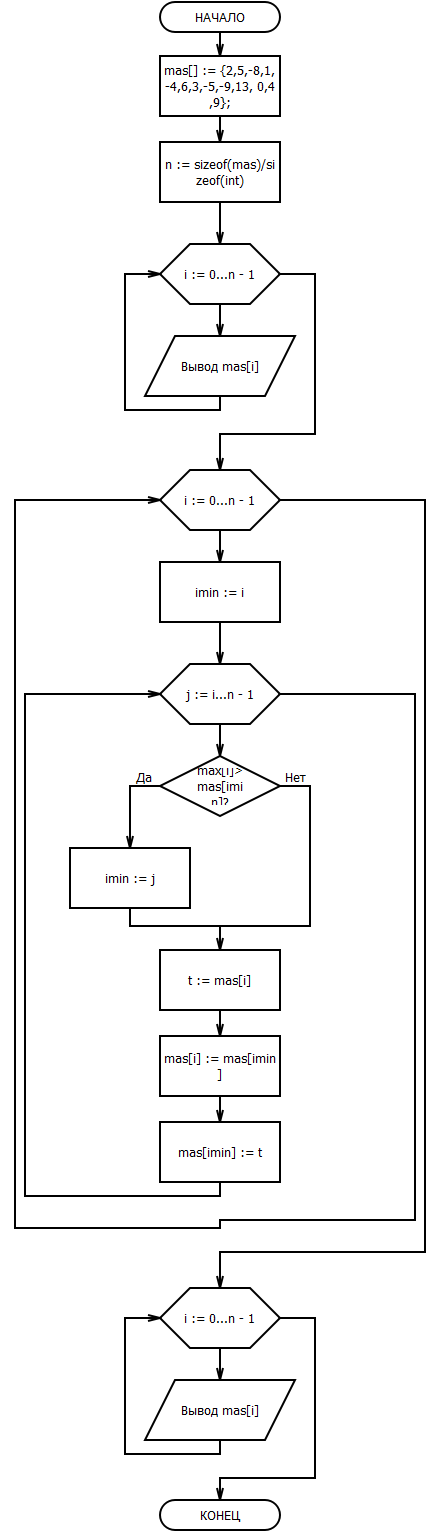 НАЧАЛО
mas[] := {2,5,-8,1,
-4,6,3,-5,-9,13, 0,4
,9};
n := sizeof(mas)/si
zeof(int)
i := 0...n - 1
Вывод mas[i]
i := 0...n - 1
imin := i
j := i...n - 1
Да
Нет
mas[imi
n]?
imin := j
t := mas[i]
mas[i] := mas[imin
]
mas[imin] := t
i := 0...n - 1
Вывод mas[i]
КОНЕЦ